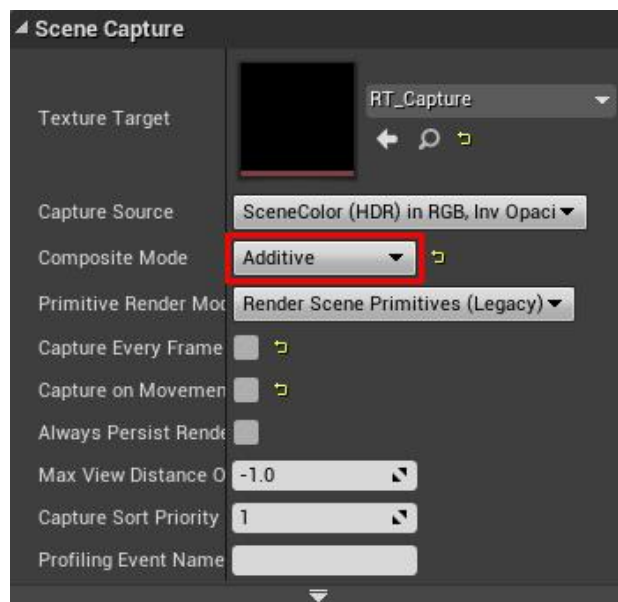 Scene Capture
Texture Target
RT_Capture
Capture Source SceneColor (HDR) in RGB, Inv Opaci
Composite Mode Additive
Primitive Render Mod Render Scene Primitives (Legacy)
Capture Every Frame
Capture on Movemen
Always Persist Rende
Max View Distance O -1.0
Capture Sort Priority 1
Profiling Event Name